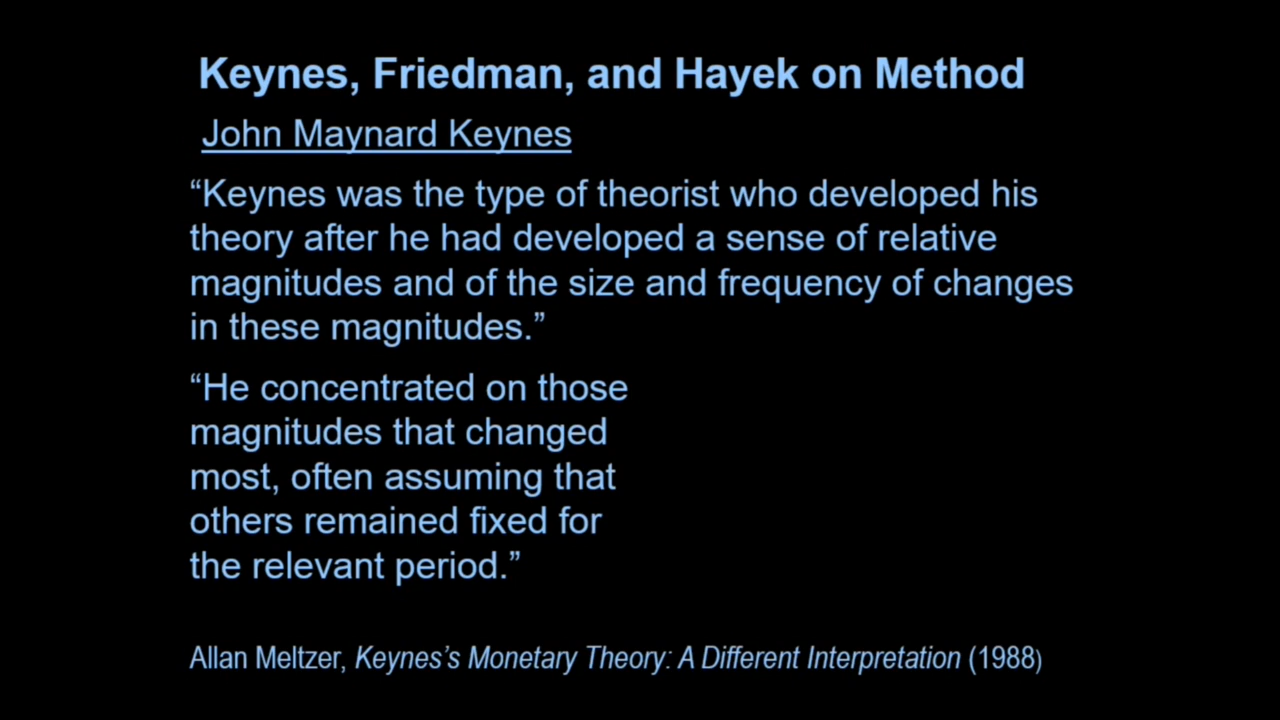 Keynes, Friedman, and Hayek on Method
John Maynard Keynes
“Keynes was the type of theorist who developed his
theory after he had developed a sense of relative
magnitudes and of the size and frequency of changes
in these magnitudes.”
“He concentrated on those
magnitudes that changed
most, often assuming that
others remained fixed for
the relevant period.”
Allan Meltzer, Keynes’s Monetary Theory: A Different Interpretation (1988)